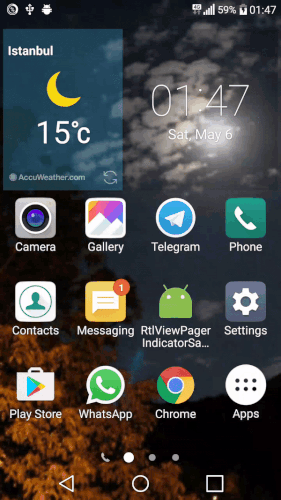 4G 59% 01:47
Istanbul
15°c
AccuWeather.com
01:47
Sat, May 6
Camera Gallery Telegram Phone
1
Contacts Messaging RtlViewPager Settings
IndicatorSa...
Play Store WhatsApp Chrome Apps